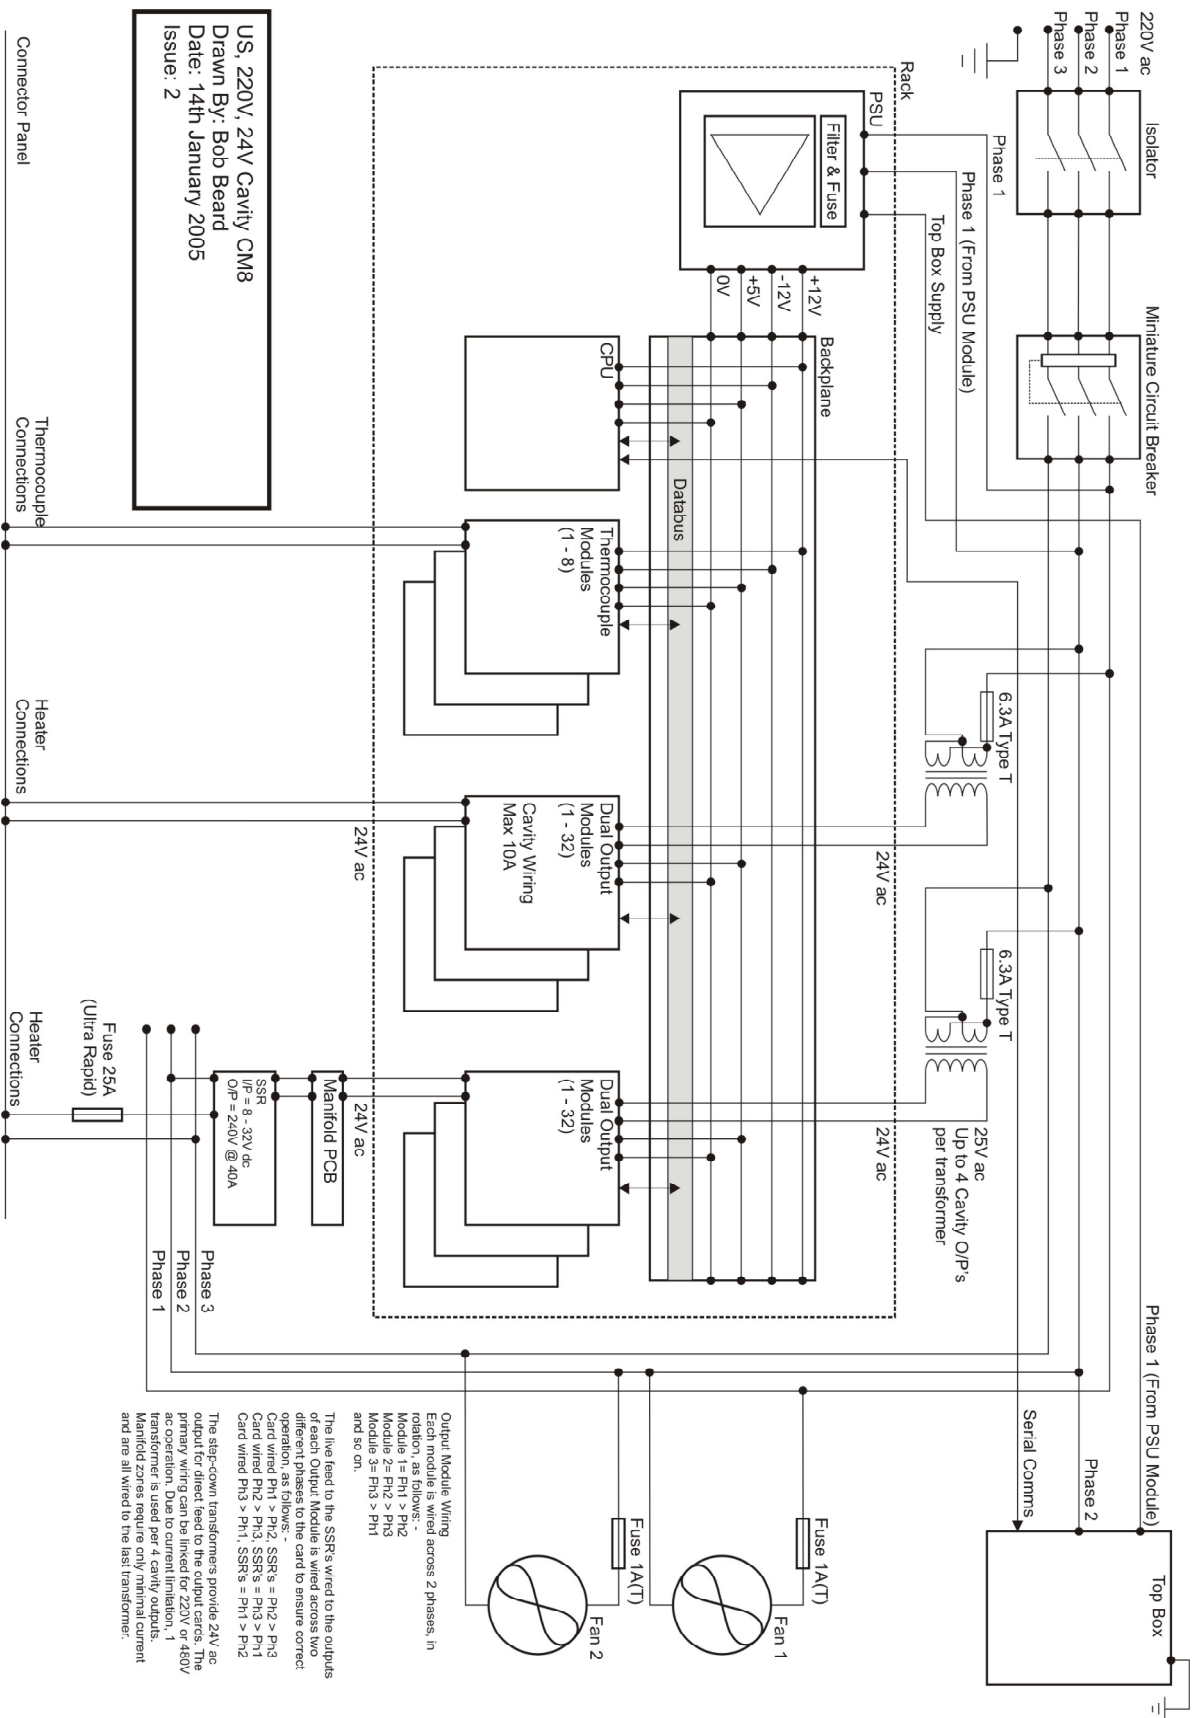 220V ac
Phase 1
Phase 2
Phase 3
Isolator
Miniature Circuit Breaker
Phase 1
Phase 1 (From PSU Module)
Top Box Supply
Rack
PSU
Filter & Fuse
+12V
-12V
+5V
0V
Backplane
Databus
CPU
Thermocouple
Modules
(1 - 8)
Dual Output
Modules
(1 - 32)
Cavity Wiring
Max 10A
Dual Output
Modules
(1 - 32)
6.3A Type T
6.3A Type T
24V ac
24V ac
25V ac
Up to 4 Cavity O/P's
per transformer
Phase 1 (From PSU Module)
Phase 2
Serial Comms
Top Box
Fuse 1A(T)
Fan 1
Fuse 1A(T)
Fan 2
24V ac
24V ac
Manifold PCB
SSR
I/P = 8 - 32V dc
O/P = 240V @ 40A
Phase 3
Phase 2
Phase 1
Fuse 25A
(Ultra Rapid)
Connector Panel
Thermocouple
Connections
Heater
Connections
Heater
Connections
US, 220V, 24V Cavity CM8
Drawn By: Bob Beard
Date: 14th January 2005
Issue: 2
Output Module Wiring
Each module is wired across 2 phases, in
rotation, as follows: -
Module 1= Ph1 > Ph2
Module 2= Ph2 > Ph3
Module 3= Ph3 > Ph1
and so on.
The live feed to the SSR's wired to the outputs
of each Output Module is wired across two
different phases to the card to ensure correct
operation, as follows: -
Card wired Ph1 > Ph2, SSR's = Ph2 > Ph3
Card wired Ph2 > Ph3, SSR's = Ph3 > Ph1
Card wired Ph3 > Ph1, SSR's = Ph1 > Ph2
The step-down transformers provide 24V ac
output for direct feed to the output cards. The
primary wiring can be linked for 220V or 480V
ac operation. Due to current limitation, 1
transformer is used per 4 cavity outputs.
Manifold zones require only minimal current
and are all wired to the last transformer.